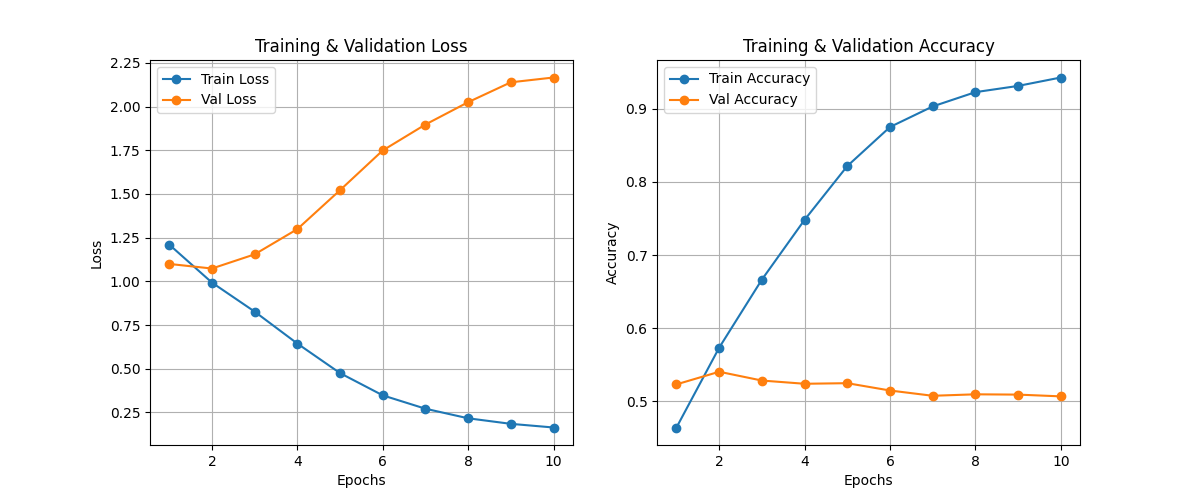 Training & Validation Loss
Train Loss
Val Loss
2.25
2.00
1.75
1.50
1.25
1.00
0.75
0.50
0.25
Loss
2 4 6 8 10
Epochs
Training & Validation Accuracy
Train Accuracy
Val Accuracy
0.9
0.8
0.7
0.6
0.5
Accuracy
2 4 6 8 10
Epochs